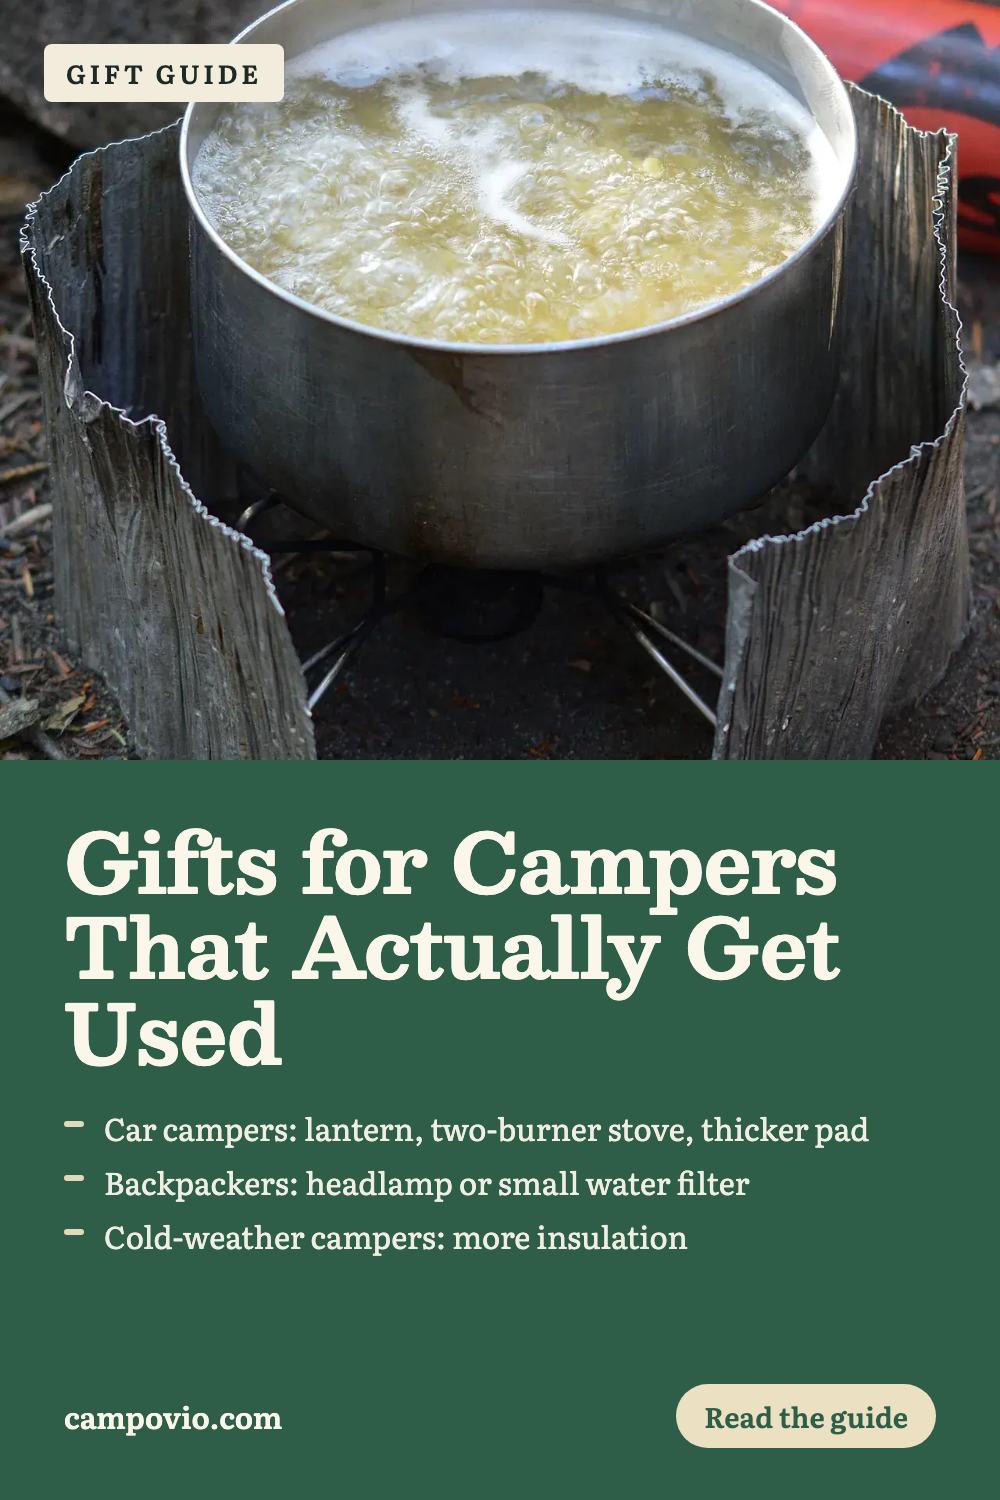 GIFT GUIDE
Gifts for Campers
That Actually Get
Used
Car campers: lantern, two-burner stove, thicker pad
Backpackers: headlamp or small water filter
Cold-weather campers: more insulation
campovio.com
Read the guide